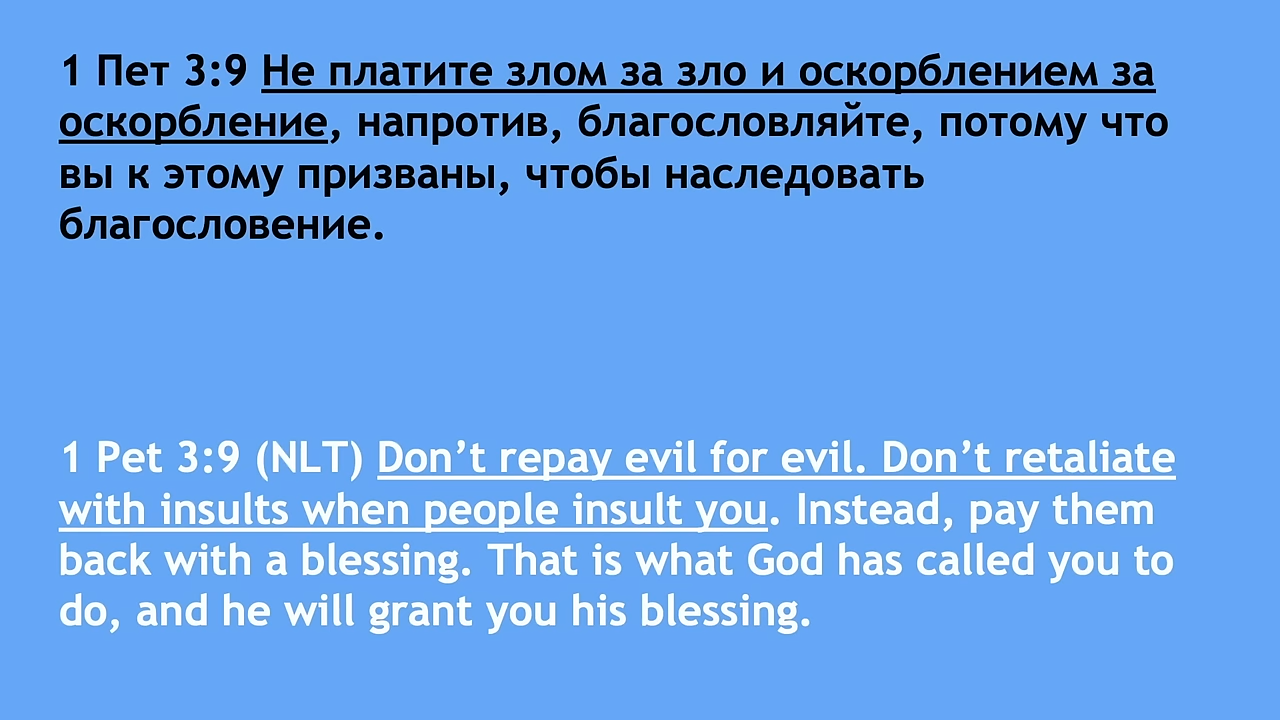 1 Пет 3:9 Не платите злом за зло и оскорблением за
оскорбление, напротив, благословляйте, потому что
вы к этому призваны, чтобы наследовать
благословение.
1 Pet 3:9 (NLT) Don’t repay evil for evil. Don’t retaliate
with insults when people insult you. Instead, pay them
back with a blessing. That is what God has called you to
do, and he will grant you his blessing.